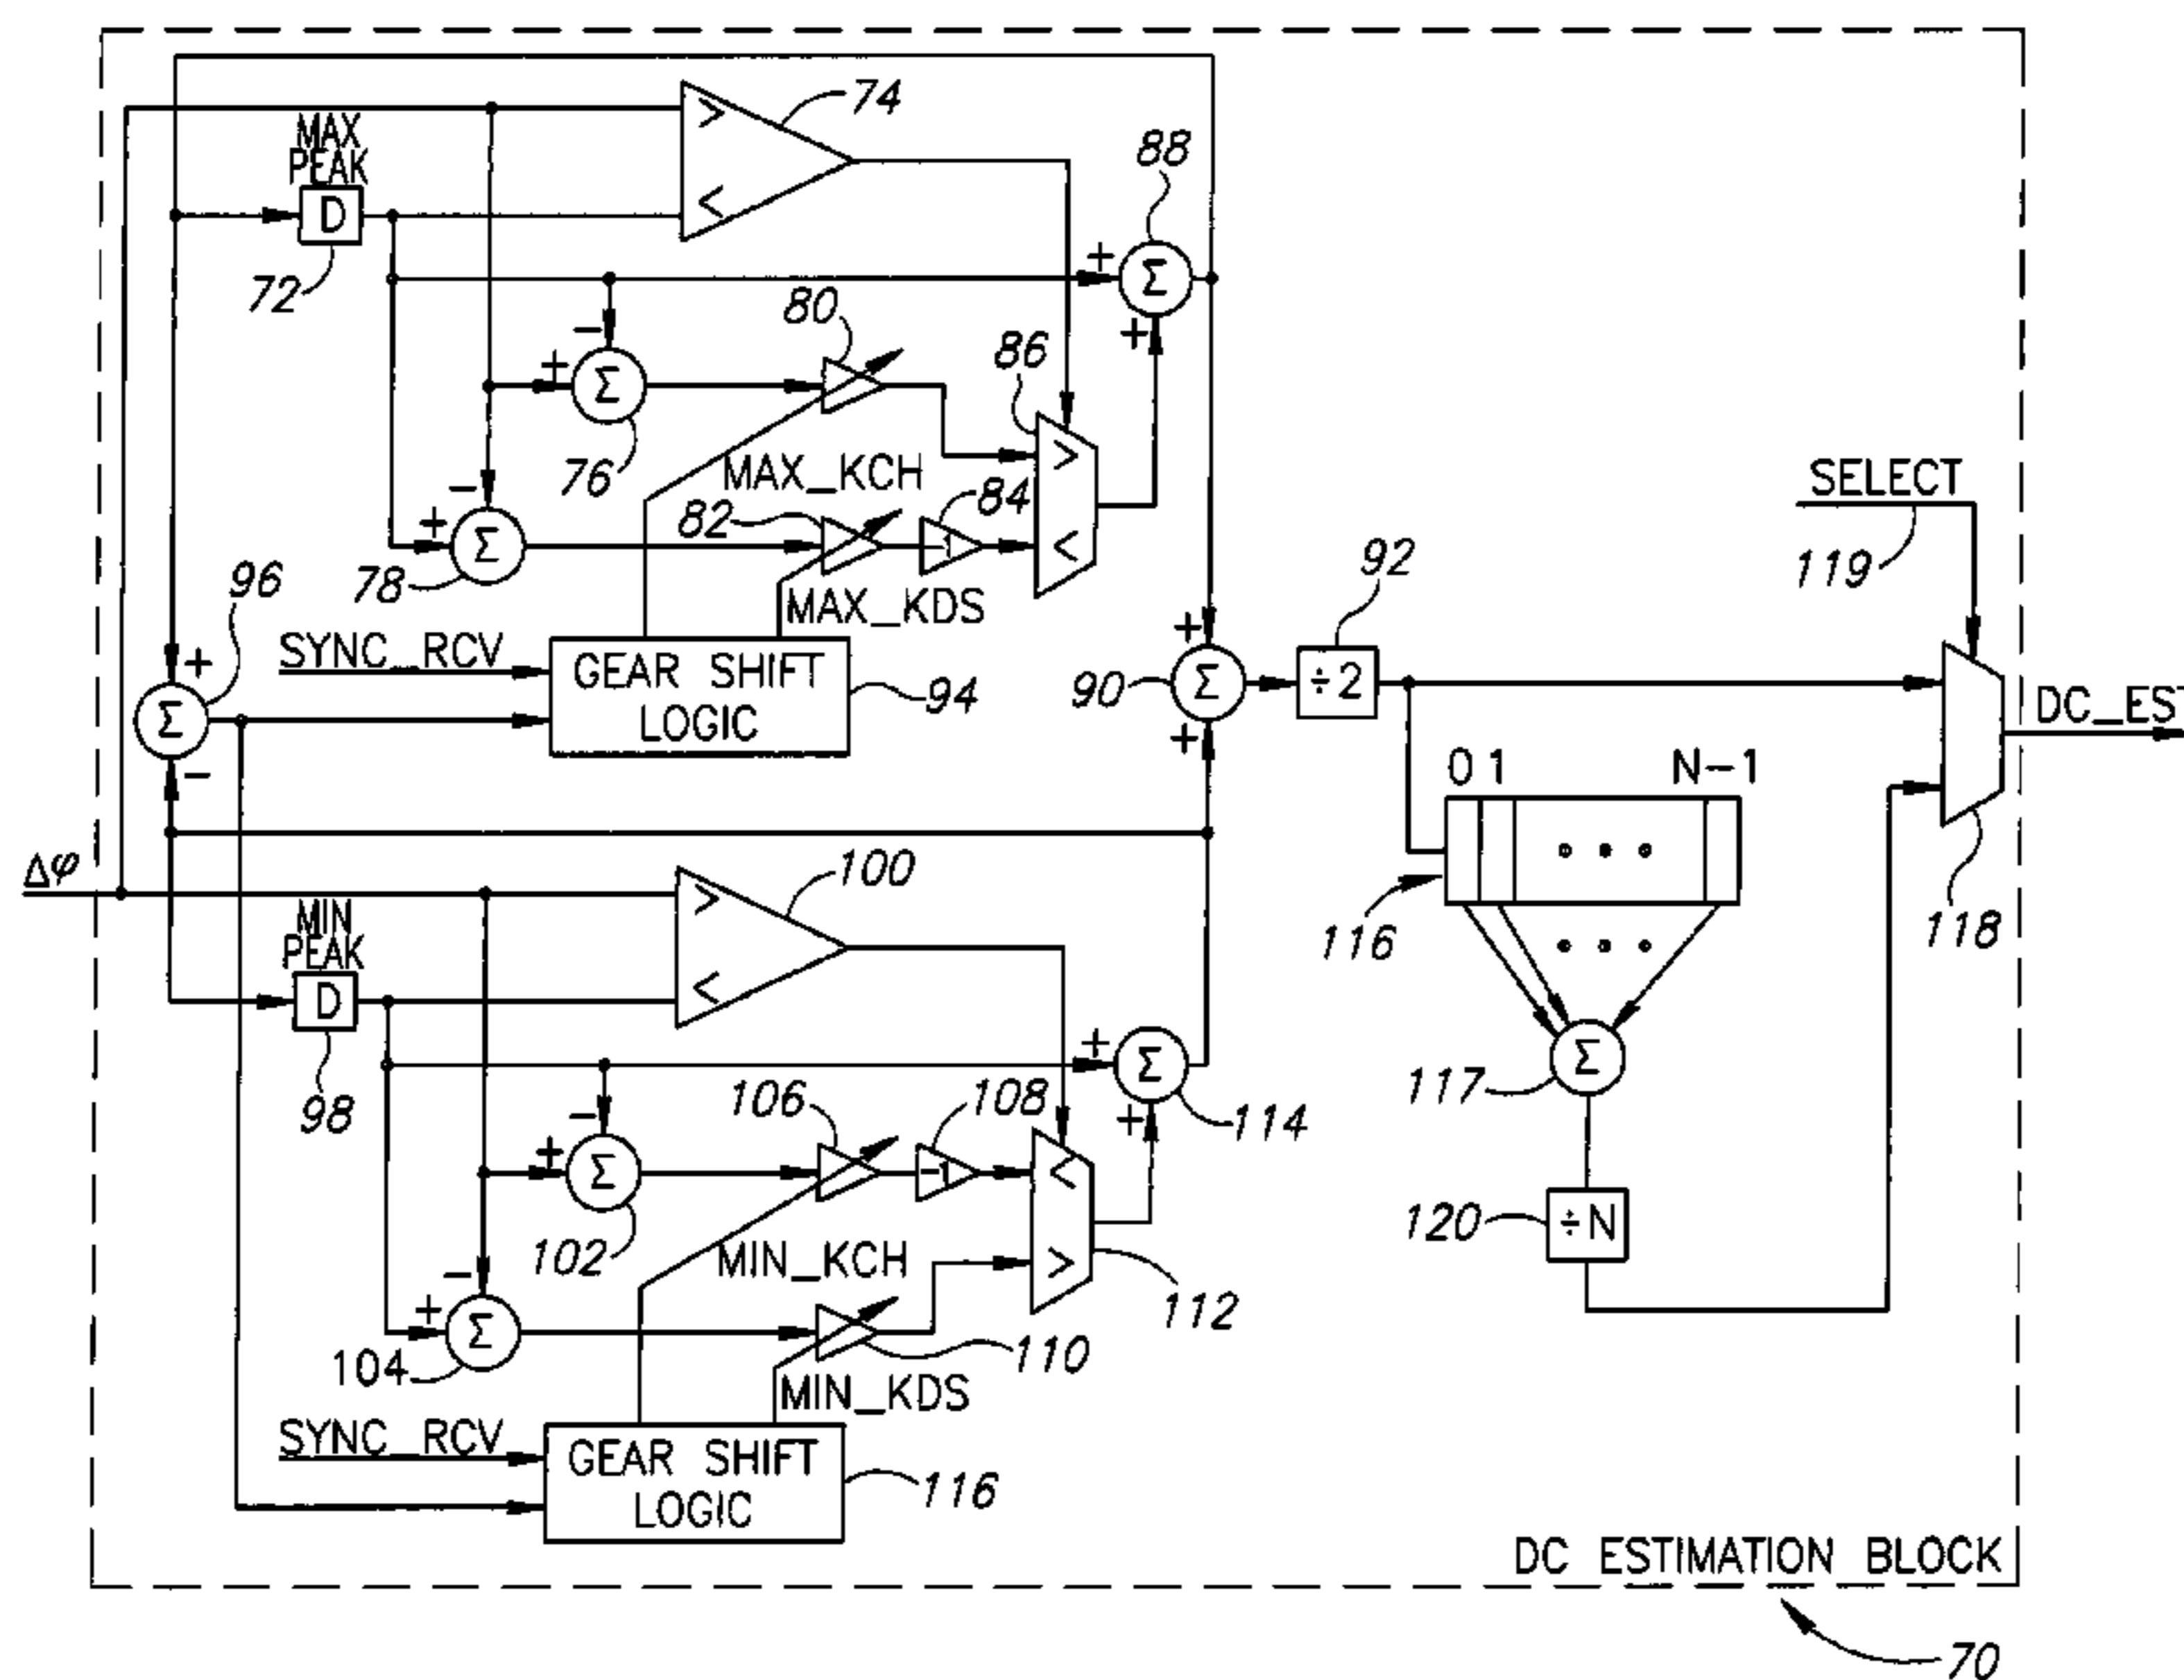 74
MAX
PEAK
>
88
D
<
72
+
Σ
80
86
+
−
+
Σ
76
MAX_KCH
>
SELECT
82
84
−
+
Σ
-1
<
92
119
78
MAX_KDS
96
+
SYNC_RCV
GEAR SHIFT
LOGIC
94
+
90
Σ
÷2
DC_EST
Σ
+
−
0 1
N-1
Δφ
100
>
116
118
MIN
PEAK
D
<
98
+
Σ
117
Σ
106
108
114
−
+
+
Σ
-1
<
102
120
÷N
MIN_KCH
>
−
+
Σ
112
104
110
MIN_KDS
SYNC_RCV
GEAR SHIFT
LOGIC
116
DC ESTIMATION BLOCK
70